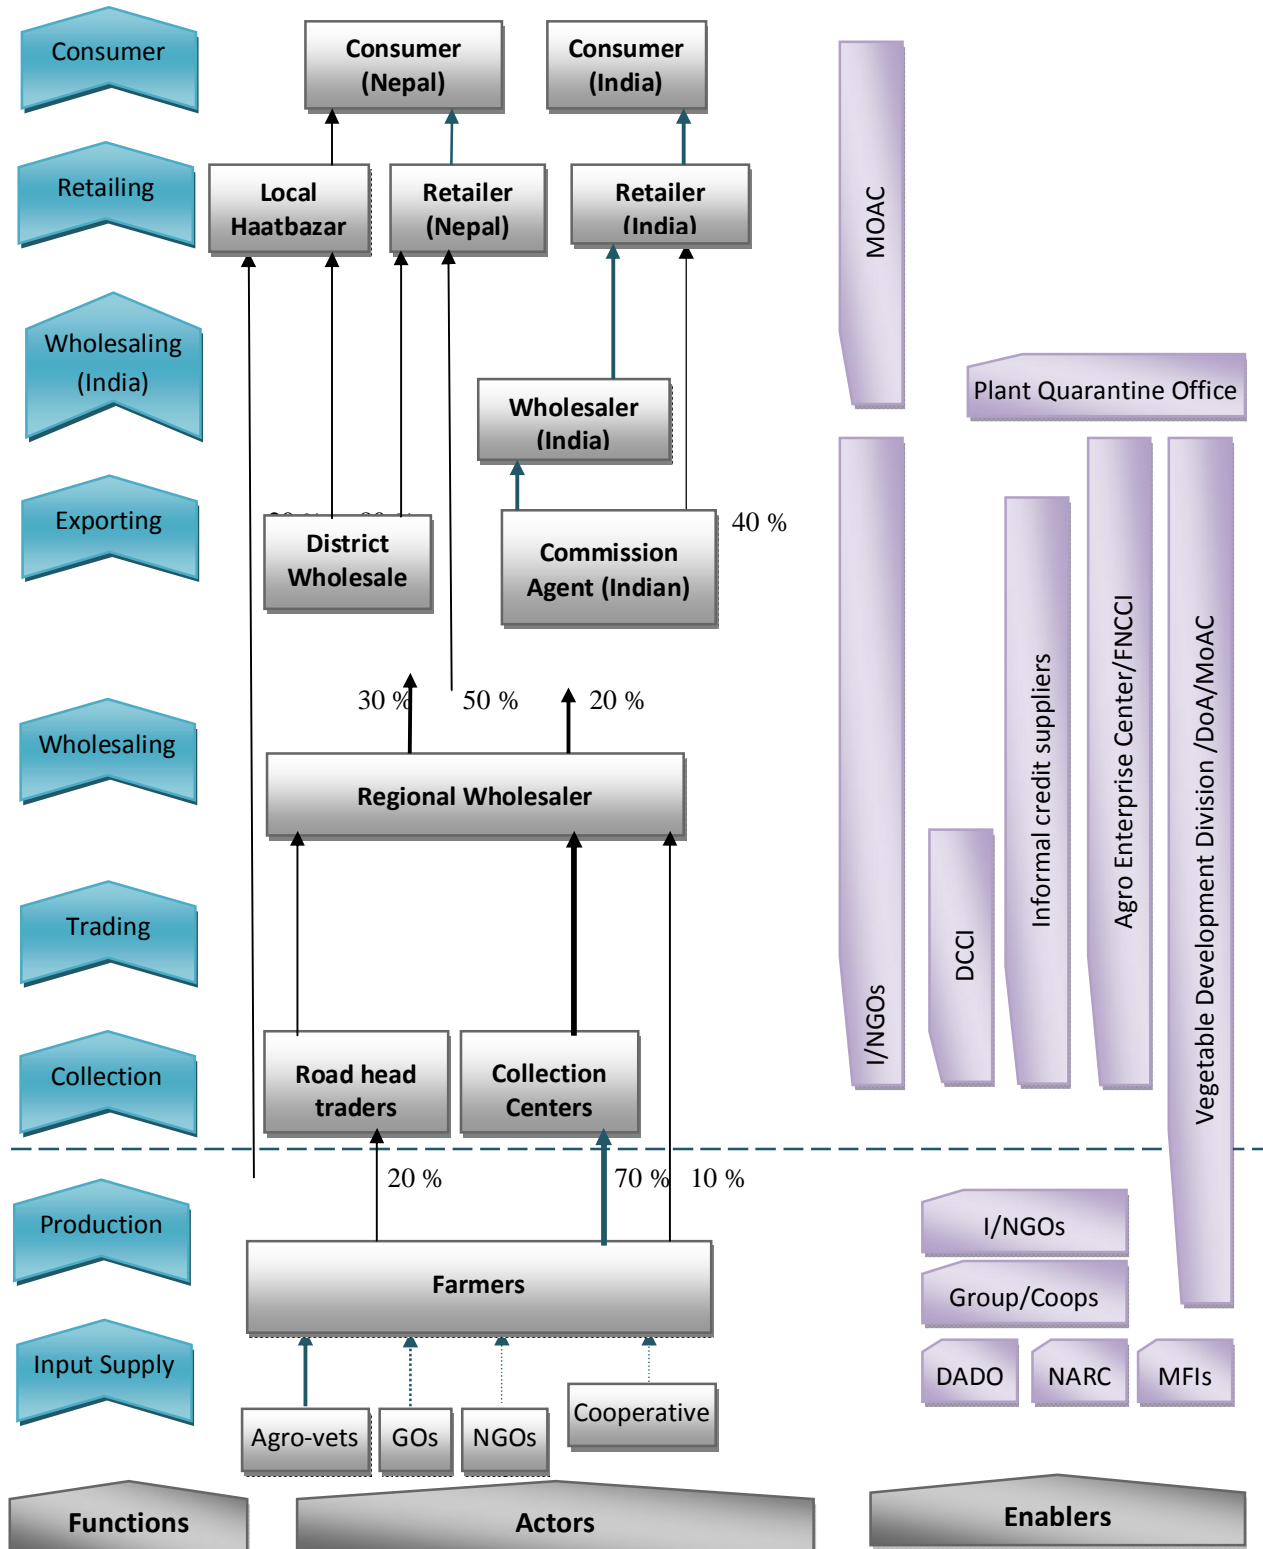 Consumer
Consumer
(Nepal)
Consumer
(India)
Retailing
Local
Haatbazar
Retailer
(Nepal)
Retailer
(India)
MOAC
Wholesaling
(India)
Wholesaler
(India)
Plant Quarantine Office
Exporting
District
Wholesale
Commission
Agent (Indian)
40 %
30 %
50 %
20 %
Wholesaling
Regional Wholesaler
Trading
Collection
Road head
traders
Collection
Centers
I/NGOs
DCCI
Informal credit suppliers
Agro Enterprise Center/FNCCI
Vegetable Development Division /DoA/MoAC
20 %
70 %
10 %
Production
Farmers
I/NGOs
Group/Coops
Input Supply
Agro-vets
GOs
NGOs
Cooperative
DADO
NARC
MFIs
Functions
Actors
Enablers